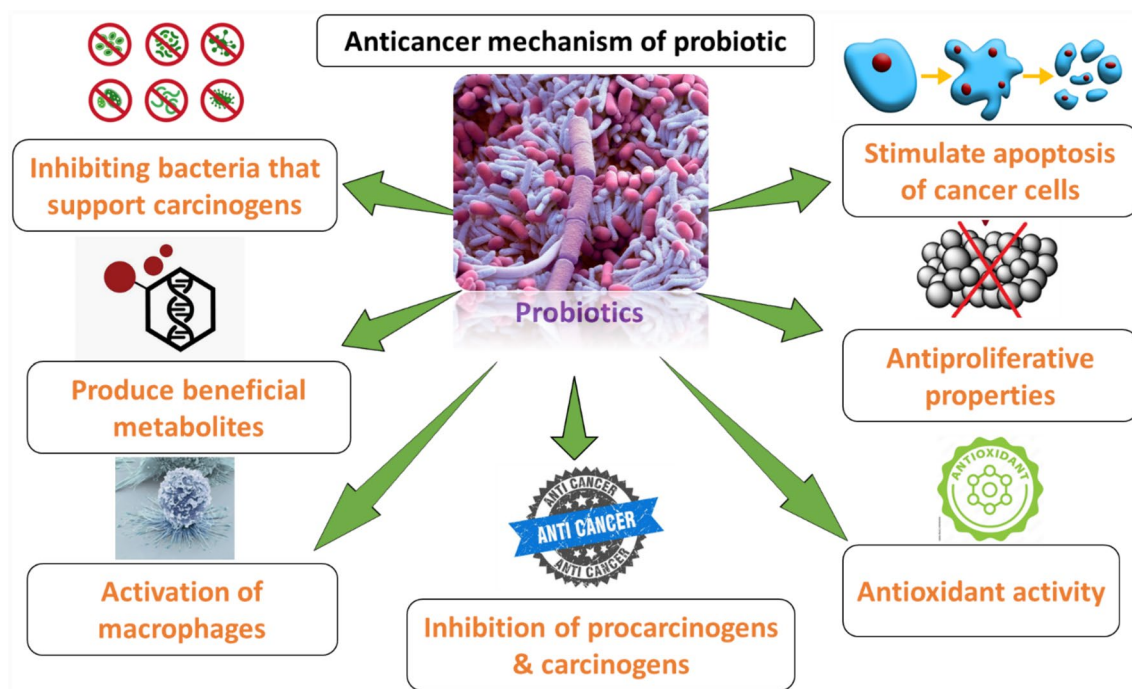 Anticancer mechanism of probiotic
Inhibiting bacteria that
support carcinogens
Stimulate apoptosis
of cancer cells
Probiotics
Produce beneficial
metabolites
Antiproliferative
properties
ANTIOXIDANT
Activation of
macrophages
ANTI CANCER
ANTI CANCER
ANTI CANCER
Antioxidant activity
Inhibition of procarcinogens
& carcinogens